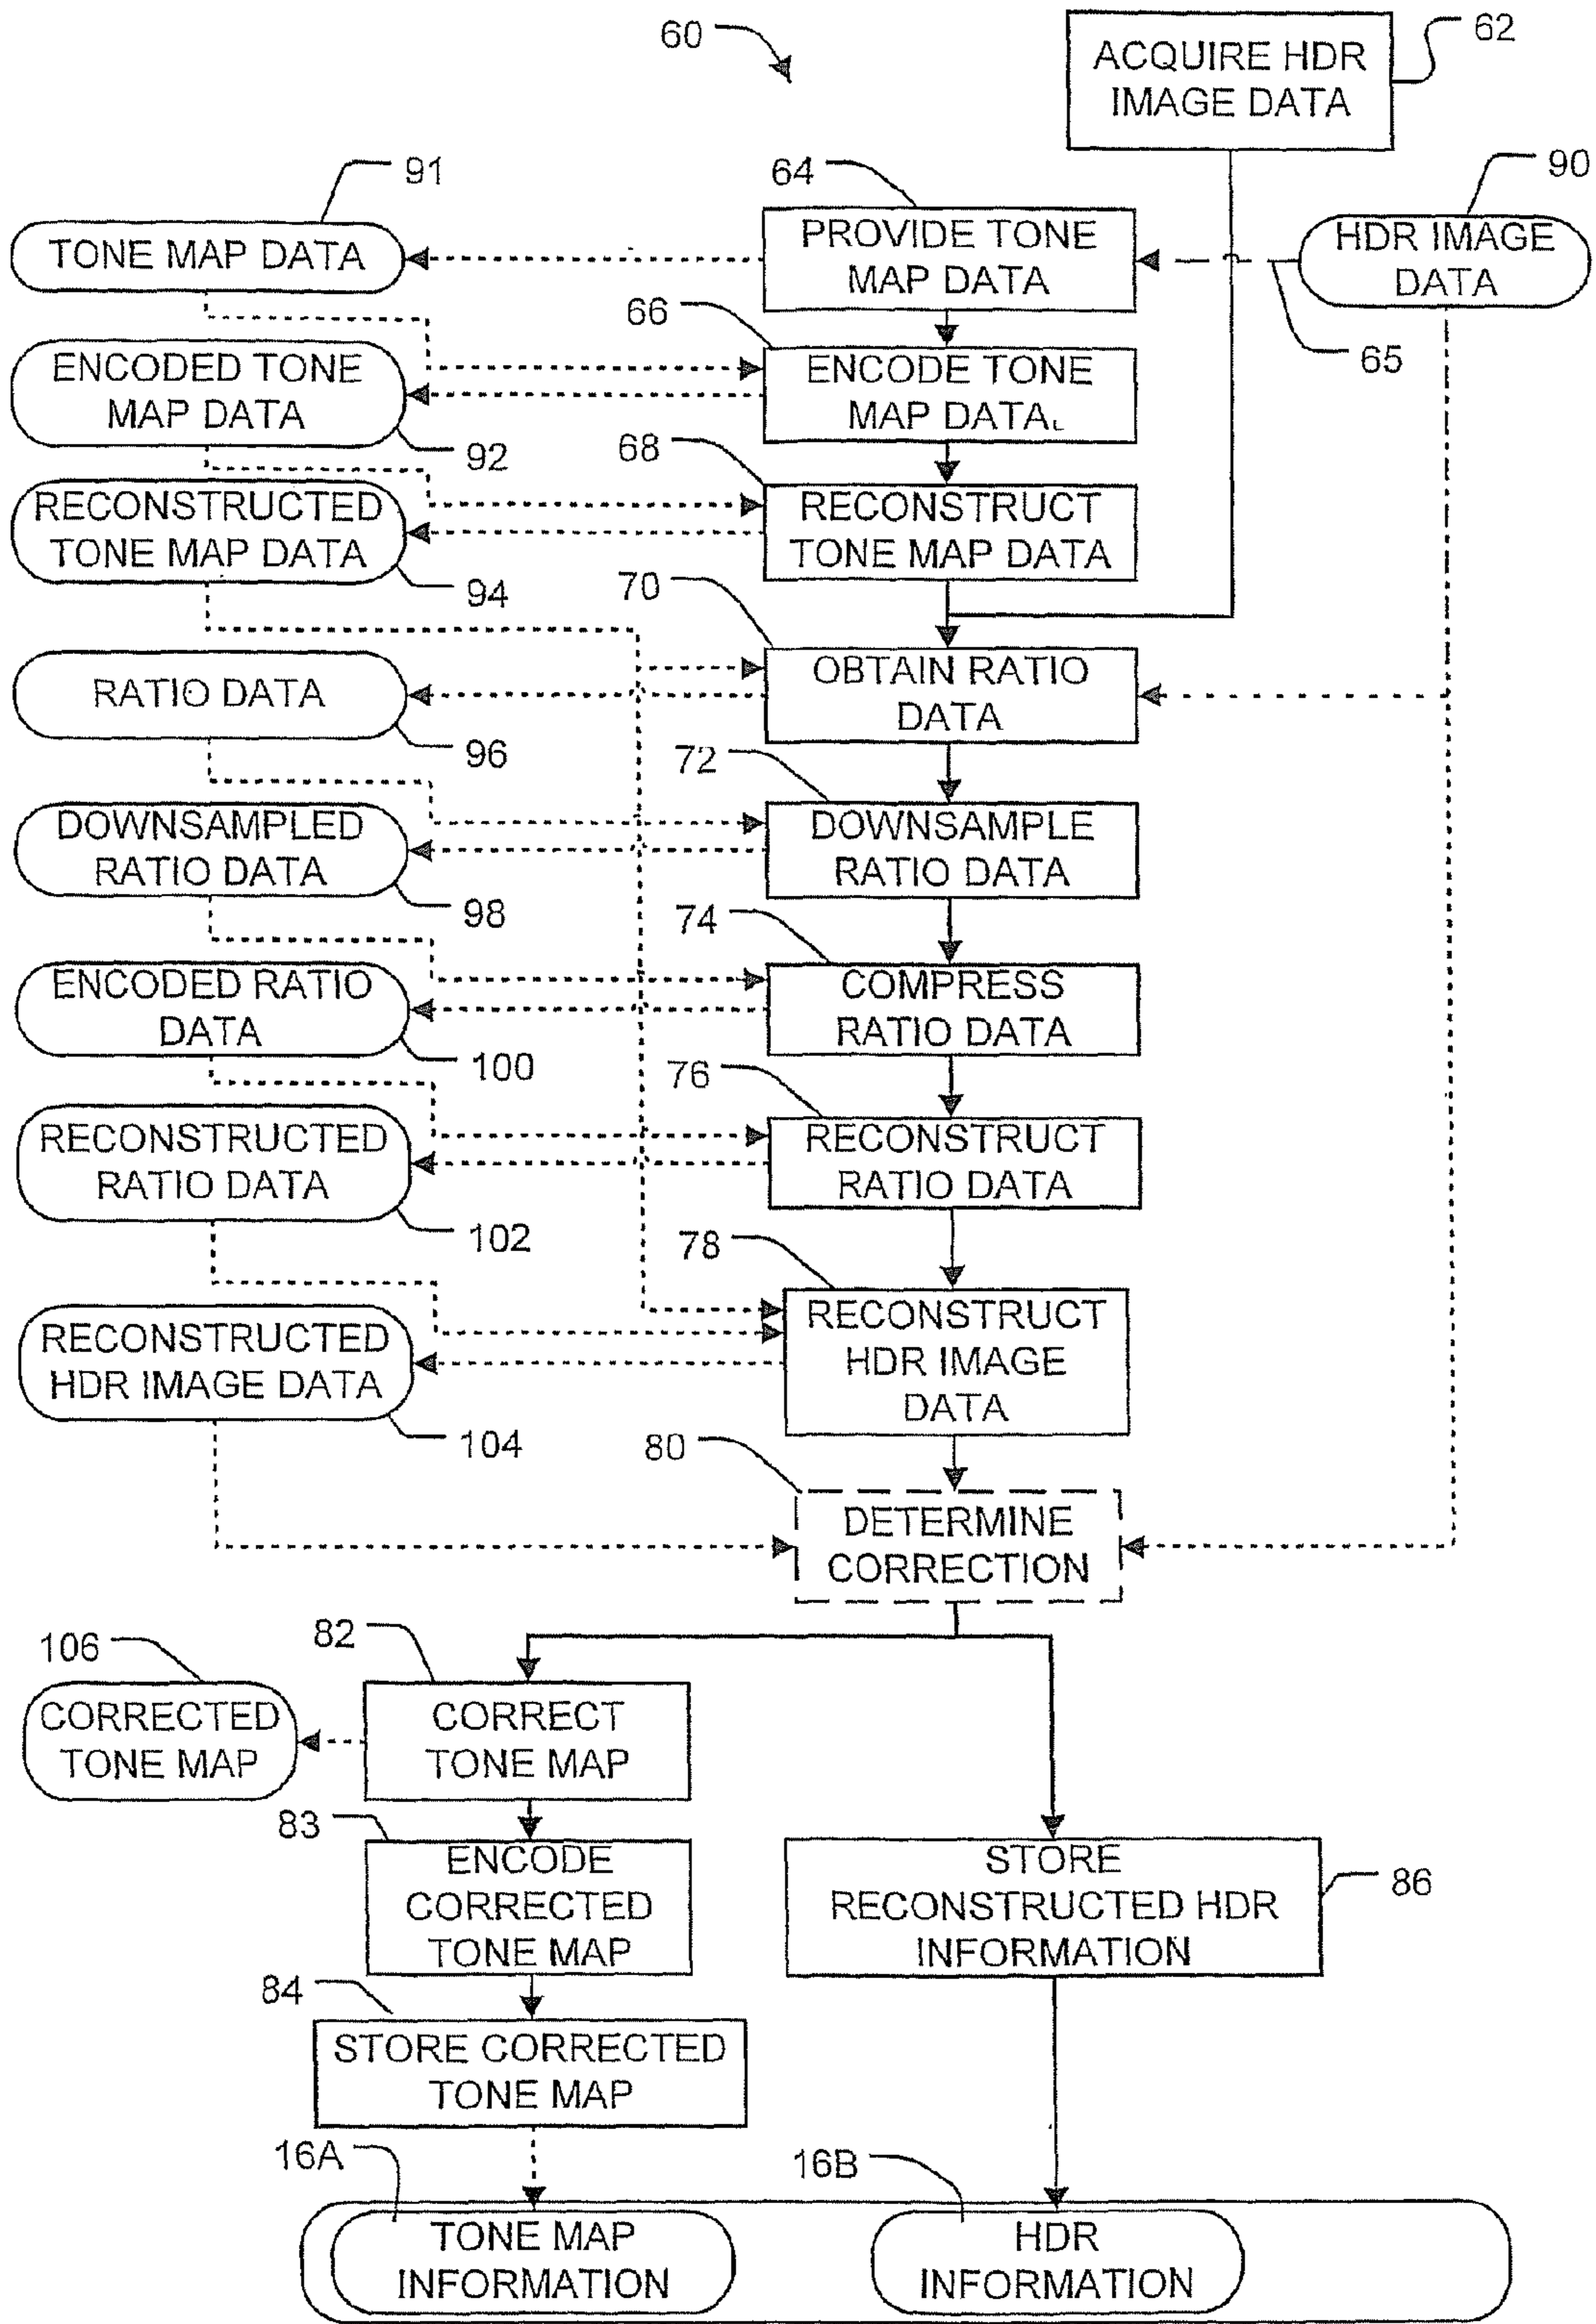 60
62
ACQUIRE HDR
IMAGE DATA
91
64
90
TONE MAP DATA
PROVIDE TONE
MAP DATA
HDR IMAGE
DATA
66
65
ENCODED TONE
MAP DATA
ENCODE TONE
MAP DATA
92
68
RECONSTRUCTED
TONE MAP DATA
RECONSTRUCT
TONE MAP DATA
94
70
RATIO DATA
OBTAIN RATIO
DATA
96
72
DOWNSAMPLED
RATIO DATA
DOWNSAMPLE
RATIO DATA
98
74
ENCODED RATIO
DATA
COMPRESS
RATIO DATA
100
76
RECONSTRUCTED
RATIO DATA
RECONSTRUCT
RATIO DATA
102
78
RECONSTRUCTED
HDR IMAGE DATA
RECONSTRUCT
HDR IMAGE
DATA
104
80
DETERMINE
CORRECTION
106
82
CORRECTED
TONE MAP
CORRECT
TONE MAP
83
ENCODE
CORRECTED
TONE MAP
STORE
RECONSTRUCTED HDR
INFORMATION
86
84
STORE CORRECTED
TONE MAP
16A
16B
TONE MAP
INFORMATION
HDR
INFORMATION